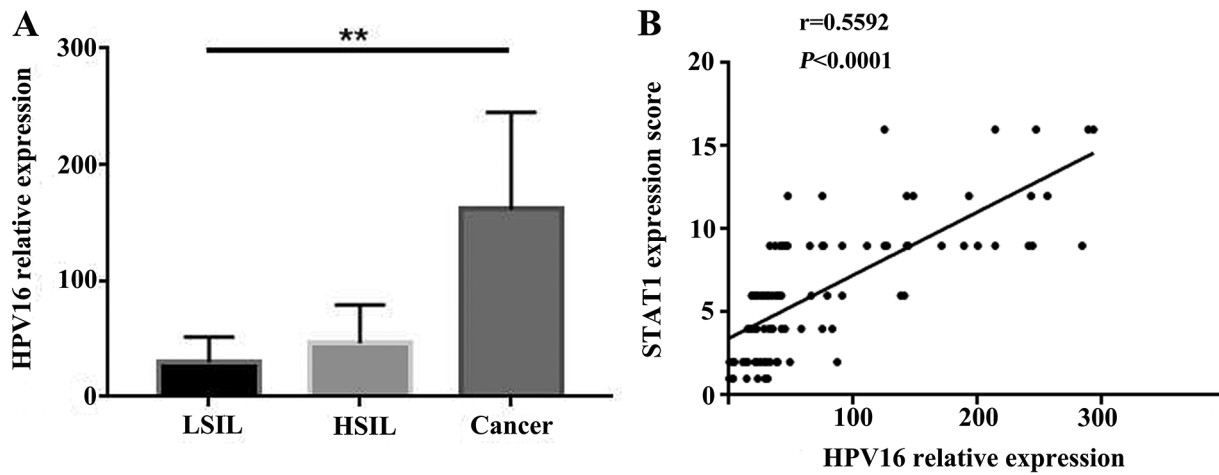 A
HPV16 relative expression
300
200
100
0
**
LSIL
HSIL
Cancer
B
r=0.5592
P<0.0001
STAT1 expression score
20
15
10
5
0
100
200
300
HPV16 relative expression